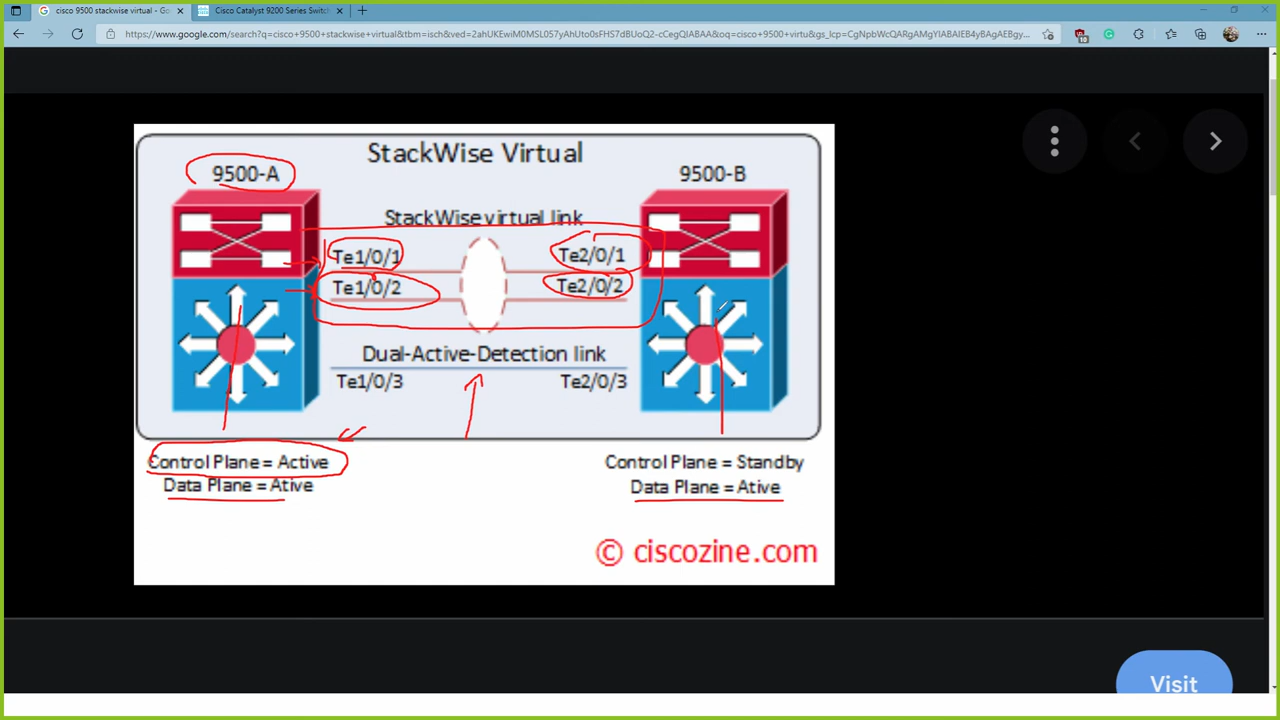 cisco 9500 stackwise virtual - Go
Cisco Catalyst 9200 Series Switch
https://www.google.com/search?q=cisco+9500+stackwise+virtual&tbm=isch&ved=2ahUKEwiM0MSL057yAhUto0sFHS7dBUoQ2-cCegQIABAA&oq=cisco+9500+virtu&gs_lcp=CgNpbWcQARgAMgYIABAIEB4yBAgAEBgy...
10
StackWise Virtual
9500-A
9500-B
StackWise virtual link
Te1/0/1
Te2/0/1
Te1/0/2
Te2/0/2
Dual-Active-Detection link
Te1/0/3
Te2/0/3
Control Plane = Active
Data Plane = Ative
Control Plane = Standby
Data Plane = Ative
© ciscozine.com
Visit